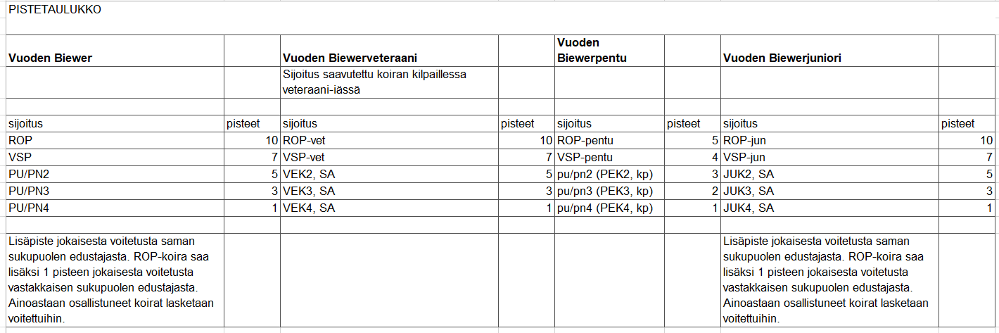 PISTETAULUKKO
Vuoden Biewer Vuoden Biewerveteraani Vuoden Biewerpentu Vuoden Biewerjuniori
Sijoitus saavutettu koiran kilpaillessa
veteraani-iässä
sijoitus pisteet sijoitus pisteet sijoitus pisteet sijoitus pisteet
ROP 10 ROP-vet 10 ROP-pentu 5 ROP-jun 10
VSP 7 VSP-vet 7 VSP-pentu 4 VSP-jun 7
PU/PN2 5 VEK2, SA 5 pu/pn2 (PEK2, kp) 3 JUK2, SA 5
PU/PN3 3 VEK3, SA 3 pu/pn3 (PEK3, kp) 2 JUK3, SA 3
PU/PN4 1 VEK4, SA 1 pu/pn4 (PEK4, kp) 1 JUK4, SA 1
Lisäpiste jokaisesta voitetusta saman
sukupuolen edustajasta. ROP-koira saa
lisäksi 1 pisteen jokaisesta voitetusta
vastakkaisen sukupuolen edustajasta.
Ainoastaan osallistuneet koirat lasketaan
voitettuihin.
Lisäpiste jokaisesta voitetusta saman
sukupuolen edustajasta. ROP-koira saa
lisäksi 1 pisteen jokaisesta voitetusta
vastakkaisen sukupuolen edustajasta.
Ainoastaan osallistuneet koirat lasketaan
voitettuihin.